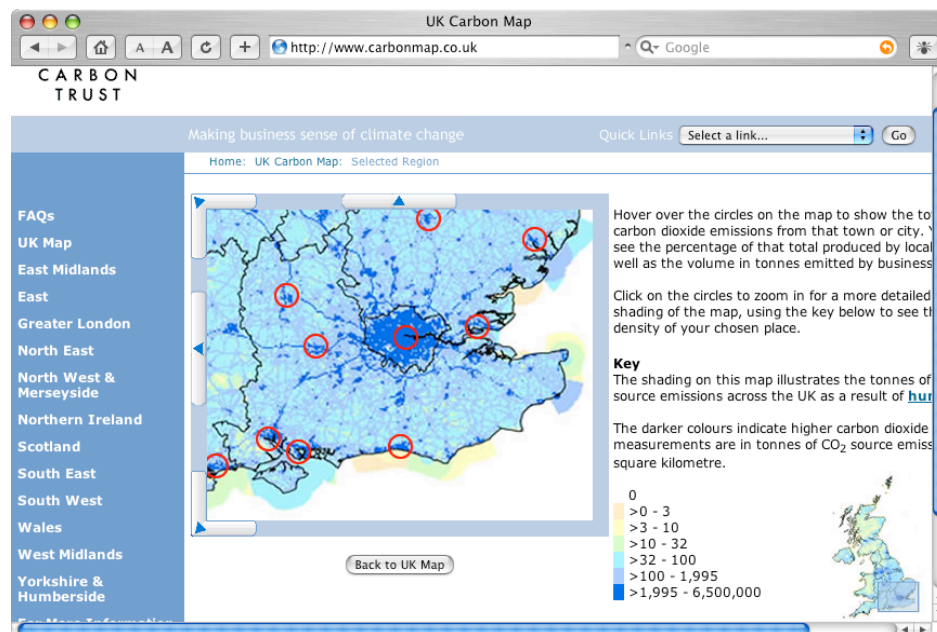 UK Carbon Map
A A
http://www.carbonmap.co.uk
Google
CARBON
TRUST
Making business sense of climate change
Quick Links
Select a link...
Go
Home: UK Carbon Map: Selected Region
FAQs
UK Map
East Midlands
East
Greater London
North East
North West &
Merseyside
Northern Ireland
Scotland
South East
South West
Wales
West Midlands
Yorkshire &
Humberside
For More Information
Back to UK Map
Hover over the circles on the map to show the to
carbon dioxide emissions from that town or city. Y
see the percentage of that total produced by local
well as the volume in tonnes emitted by business
Click on the circles to zoom in for a more detailed
shading of the map, using the key below to see th
density of your chosen place.
Key
The shading on this map illustrates the tonnes of
source emissions across the UK as a result of hur
The darker colours indicate higher carbon dioxide
measurements are in tonnes of CO2 source emiss
square kilometre.
0
>0 - 3
>3 - 10
>10 - 32
>32 - 100
>100 - 1,995
>1,995 - 6,500,000